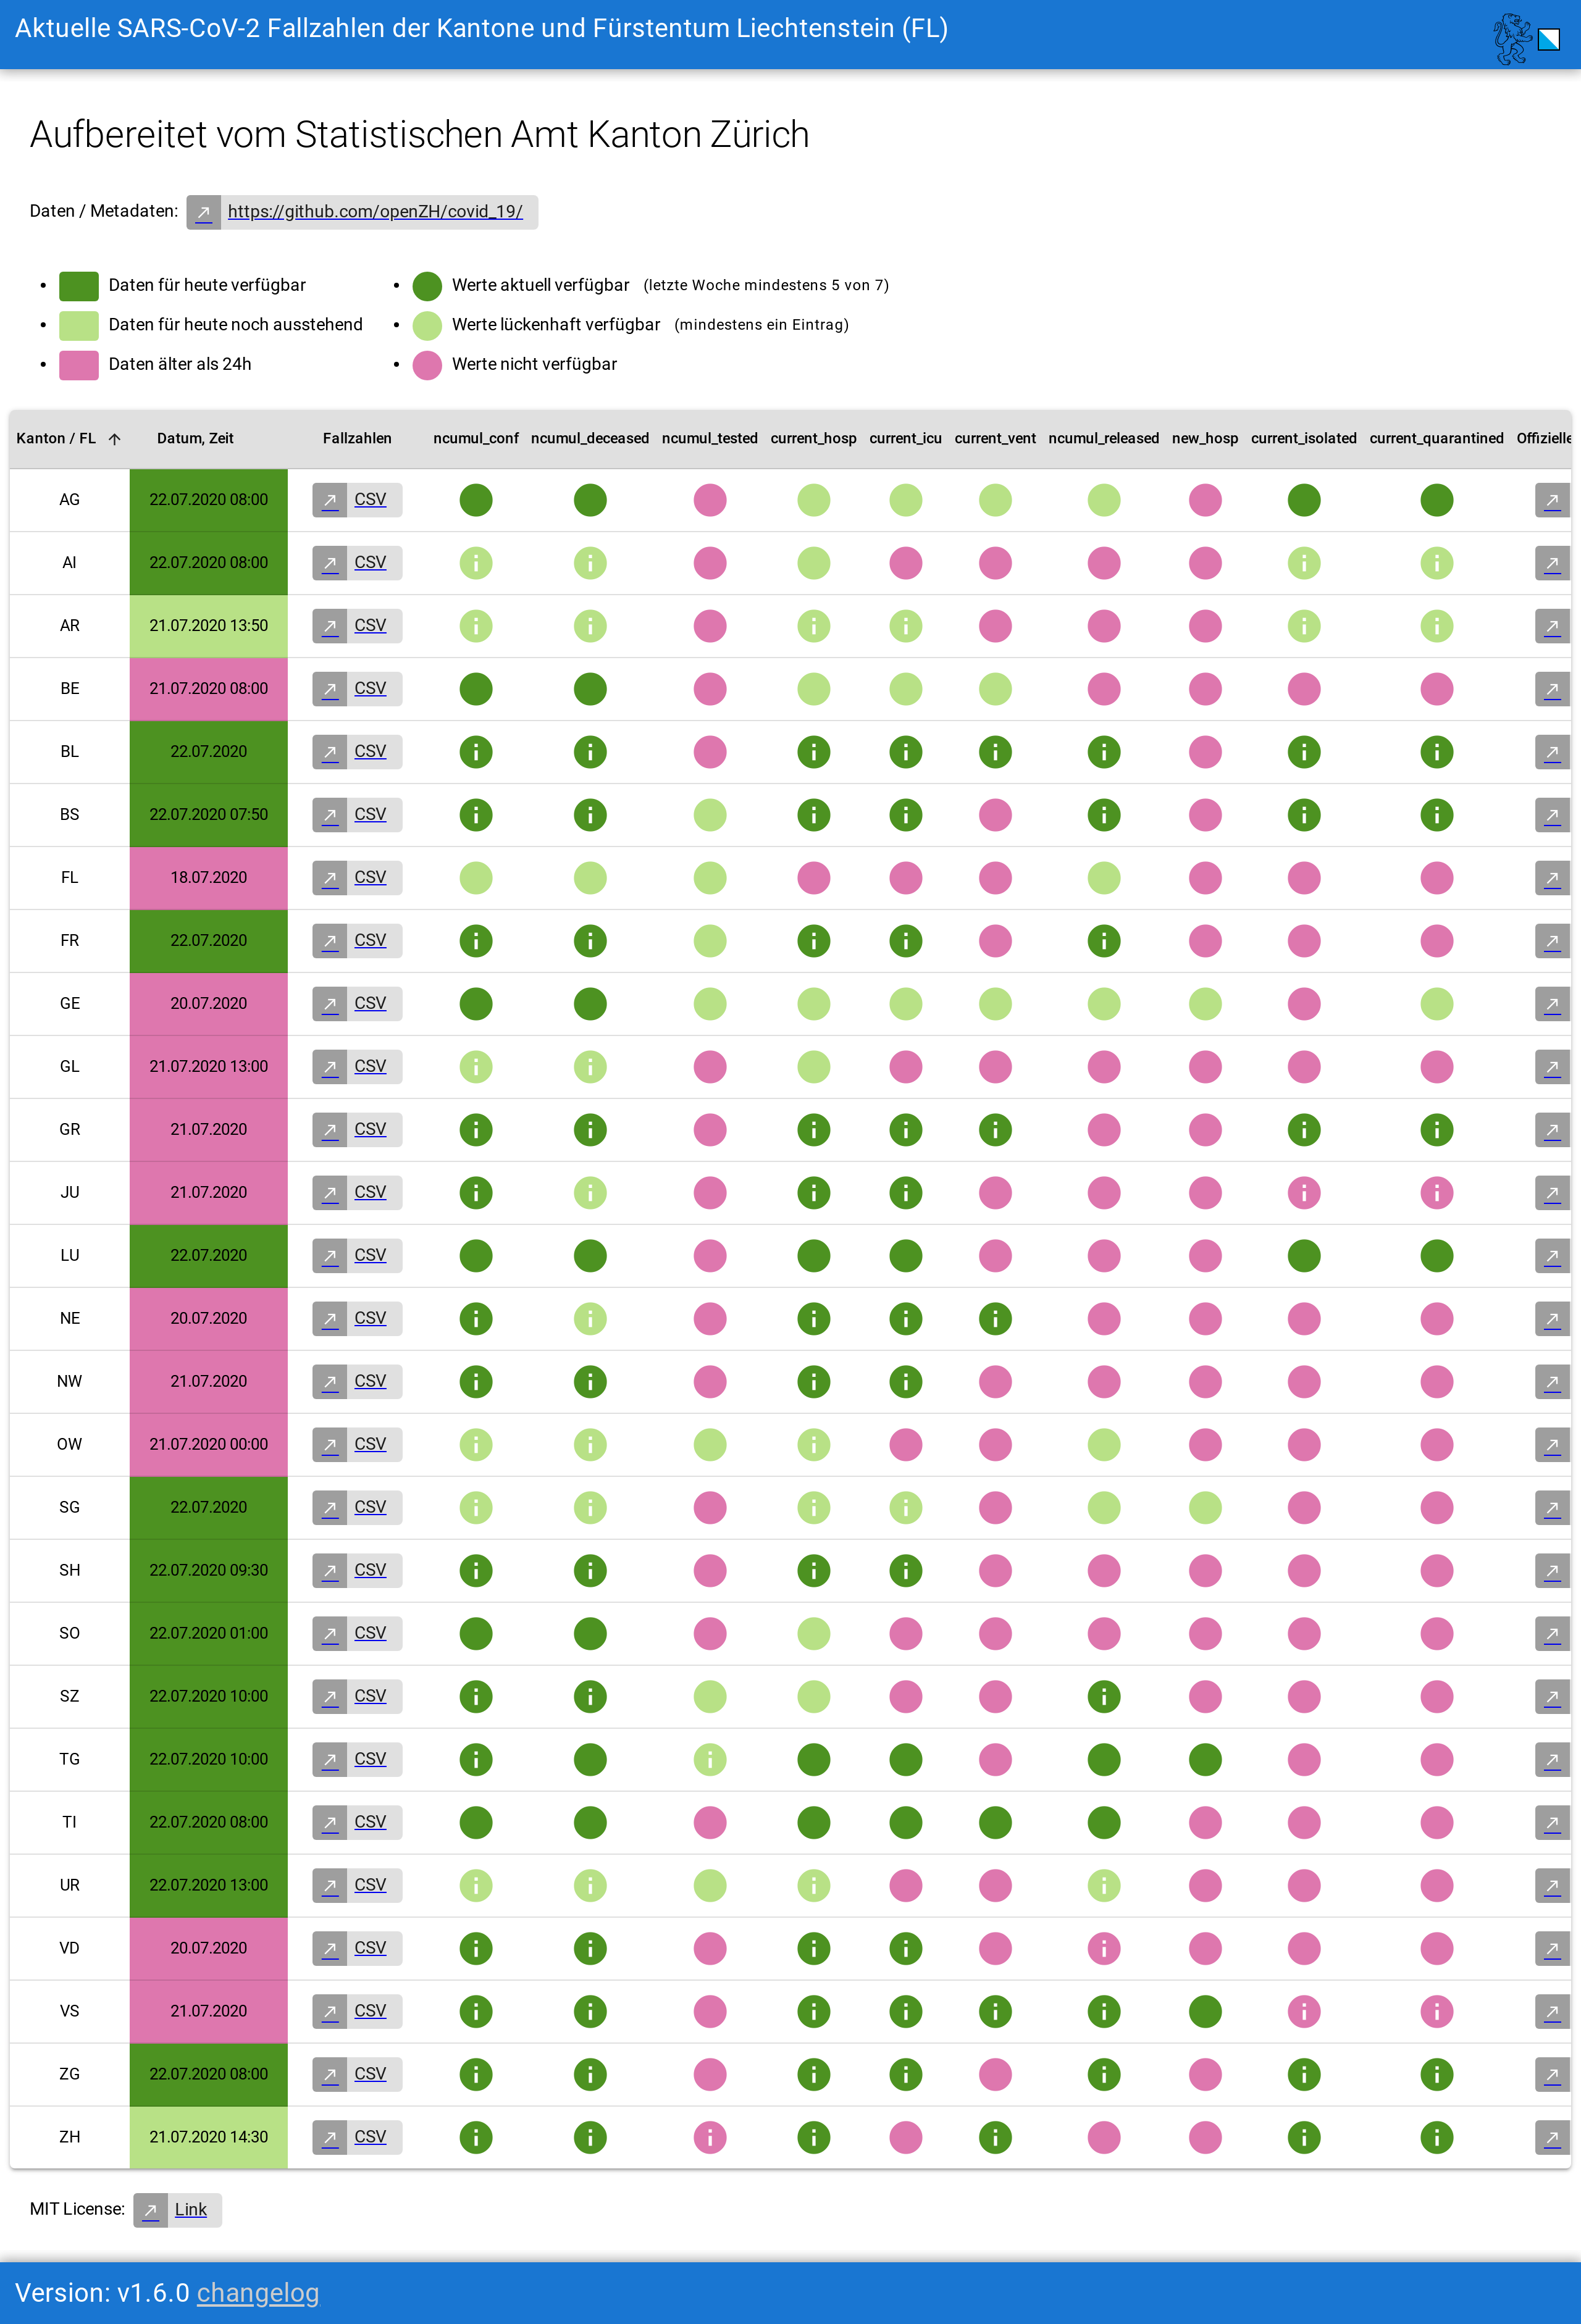 Aktuelle SARS-CoV-2 Fallzahlen der Kantone und Fürstentum Liechtenstein (FL)
Aufbereitet vom Statistischen Amt Kanton Zürich
Daten / Metadaten: https://github.com/openZH/covid_19/
Daten für heute verfügbar
Daten für heute noch ausstehend
Daten älter als 24h
Werte aktuell verfügbar (letzte Woche mindestens 5 von 7)
Werte lückenhaft verfügbar (mindestens ein Eintrag)
Werte nicht verfügbar
Kanton / FL Datum, Zeit Fallzahlen ncumul_conf ncumul_deceased ncumul_tested current_hosp current_icu current_vent ncumul_released new_hosp current_isolated current_quarantined Offizielle
AG 22.07.2020 08:00 CSV
AI 22.07.2020 08:00 CSV
AR 21.07.2020 13:50 CSV
BE 21.07.2020 08:00 CSV
BL 22.07.2020 CSV
BS 22.07.2020 07:50 CSV
FL 18.07.2020 CSV
FR 22.07.2020 CSV
GE 20.07.2020 CSV
GL 21.07.2020 13:00 CSV
GR 21.07.2020 CSV
JU 21.07.2020 CSV
LU 22.07.2020 CSV
NE 20.07.2020 CSV
NW 21.07.2020 CSV
OW 21.07.2020 00:00 CSV
SG 22.07.2020 CSV
SH 22.07.2020 09:30 CSV
SO 22.07.2020 01:00 CSV
SZ 22.07.2020 10:00 CSV
TG 22.07.2020 10:00 CSV
TI 22.07.2020 08:00 CSV
UR 22.07.2020 13:00 CSV
VD 20.07.2020 CSV
VS 21.07.2020 CSV
ZG 22.07.2020 08:00 CSV
ZH 21.07.2020 14:30 CSV
MIT License: Link
Version: v1.6.0 changelog